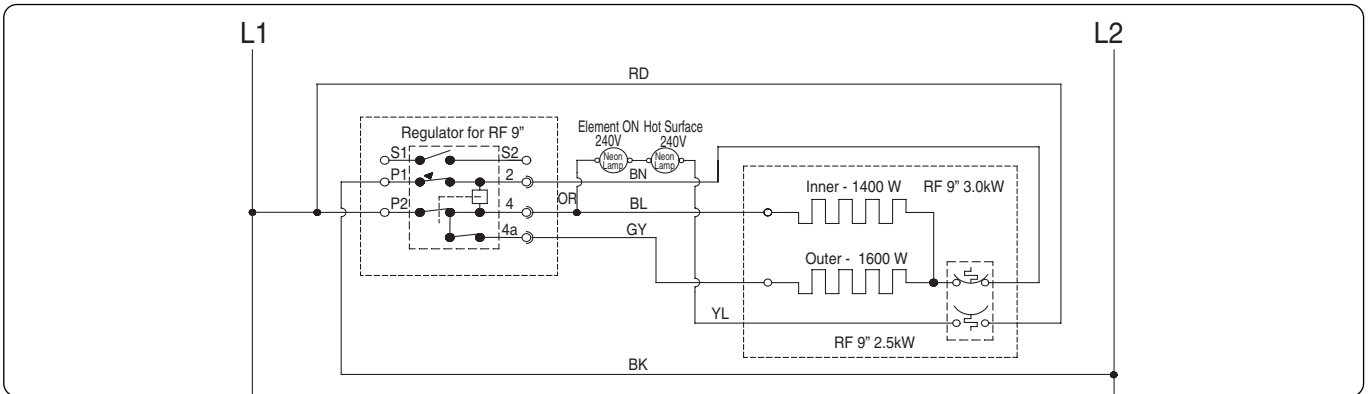 L1
L2
RD
Regulator for RF 9”
Element ON Hot Surface
240V 240V
Neon Lamp
Neon Lamp
S1
S2
P1
2
BN
Inner - 1400 W RF 9” 3.0kW
P2
4
OR
BL
4a
GY
Outer - 1600 W
YL
RF 9” 2.5kW
BK